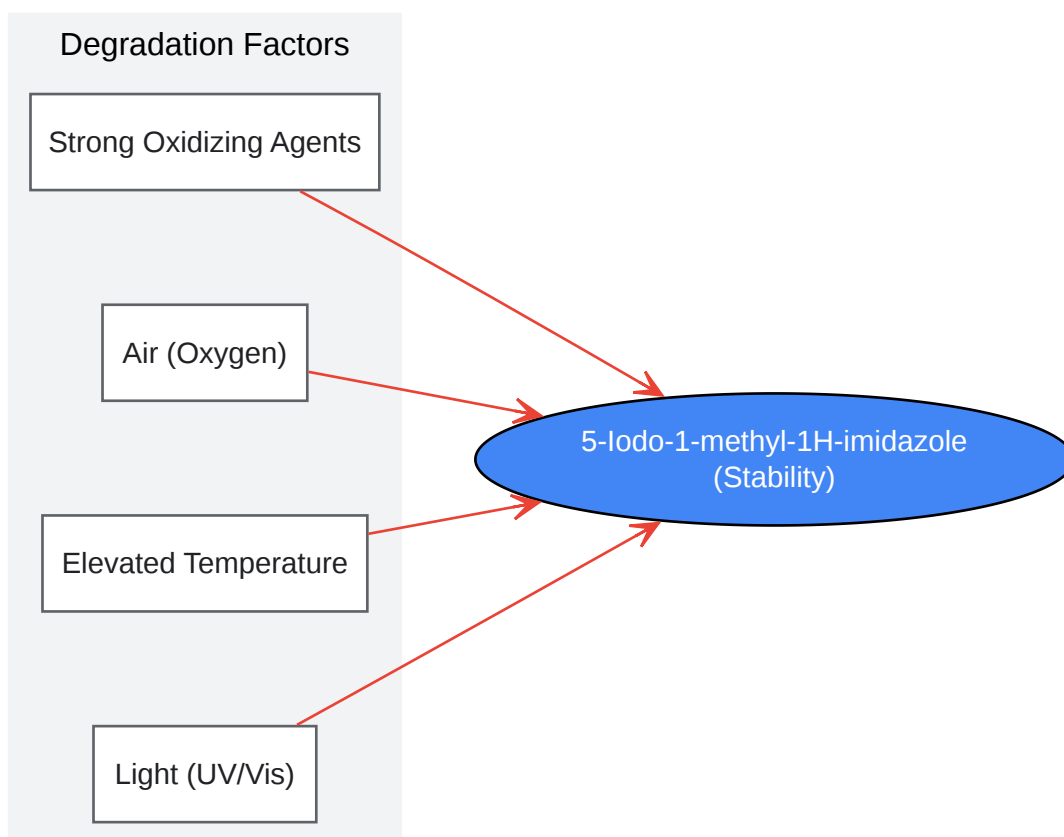 Degradation Factors
Strong Oxidizing Agents
Air (Oxygen)
Elevated Temperature
Light (UV/Vis)
5-Iodo-1-methyl-1H-imidazole
(Stability)